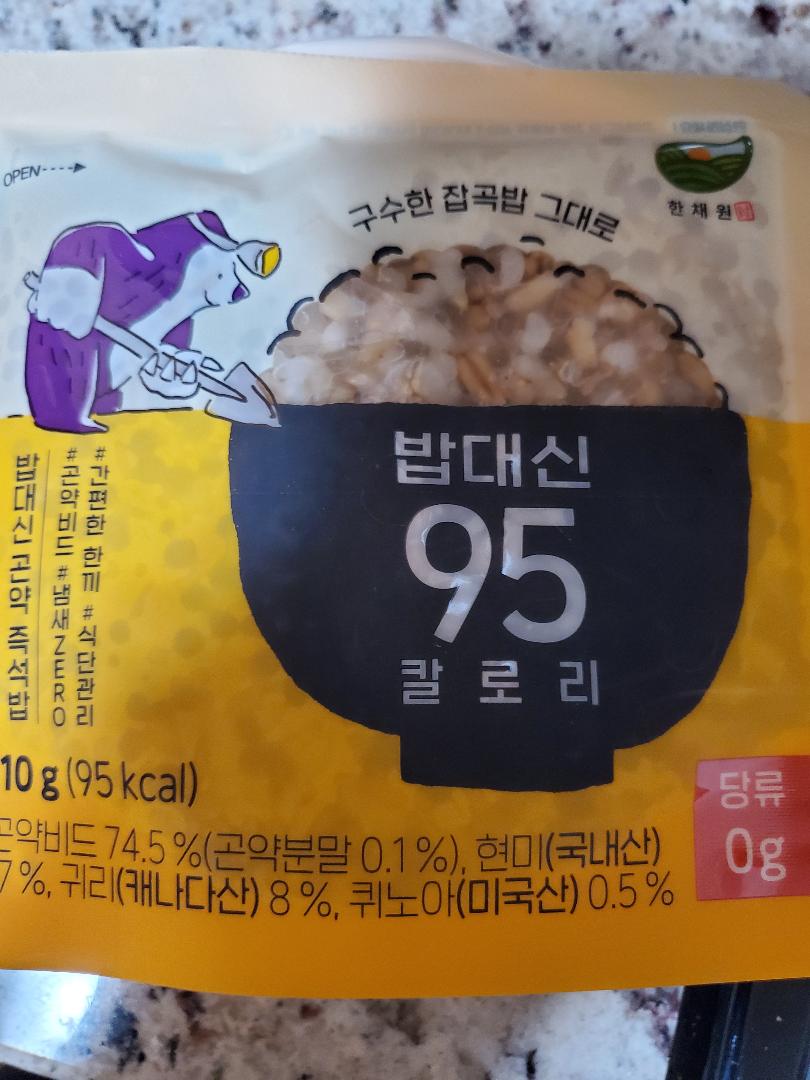 OPEN
한채원
구수한 잡곡밥 그대로
밥대신
95
칼로리
#간편한 한끼 #식단관리
#곤약비드 #냄새ZERO
밥대신 곤약 즉석밥
10 g (95 kcal)
곤약비드 74.5 %(곤약분말 0.1 %), 현미(국내산)
7 %, 귀리(캐나다산) 8 %, 퀴노아(미국산) 0.5 %
당류
0g